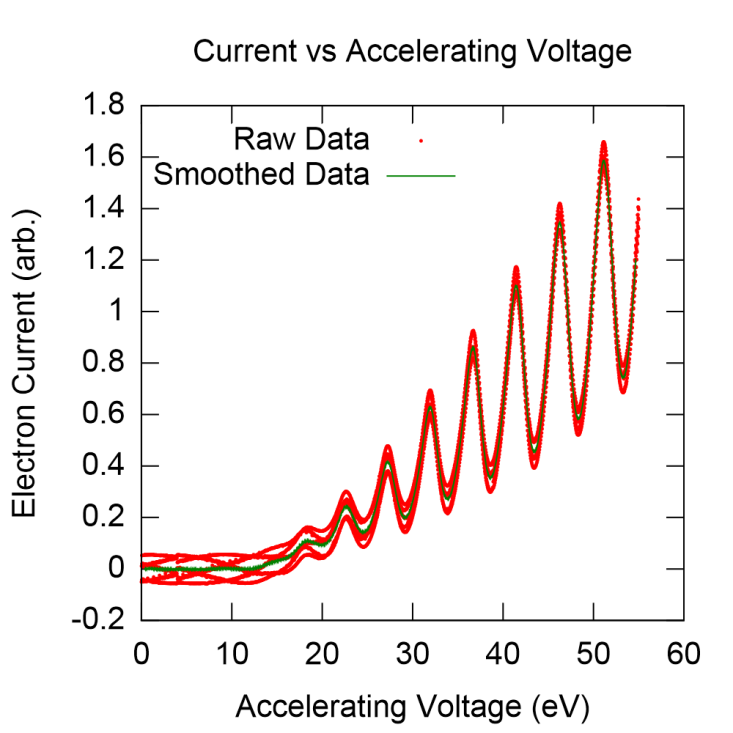 Current vs Accelerating Voltage
1.8
Raw Data
1.6
Smoothed Data
1.4
1.2
1
0.8
0.6
0.4
0.2
0
-0.2
Electron Current (arb.)
0 10 20 30 40 50 60
Accelerating Voltage (eV)